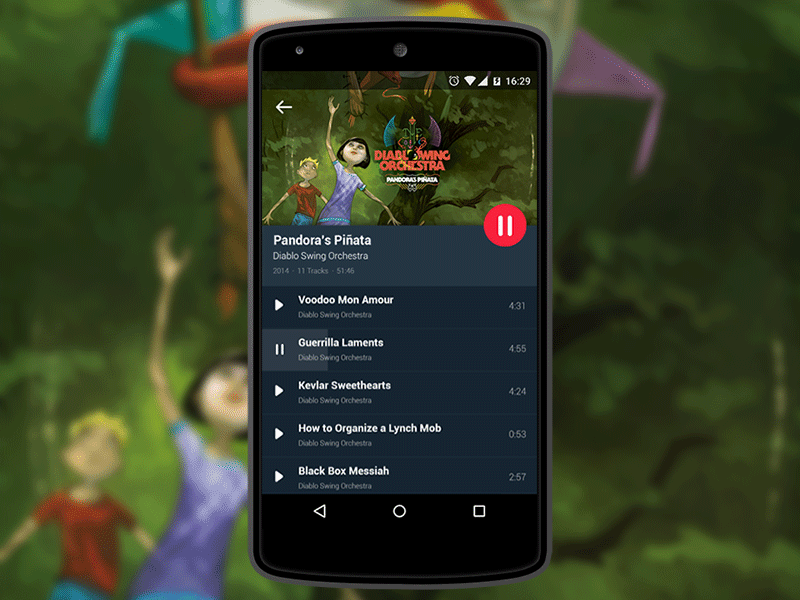 16:29
DIABLO SWING
ORCHESTRA
PANDORA'S PIÑATA
Pandora's Piñata
Diablo Swing Orchestra
2014 · 11 Tracks · 51:46
Voodoo Mon Amour
Diablo Swing Orchestra
4:31
Guerrilla Laments
Diablo Swing Orchestra
4:55
Kevlar Sweethearts
Diablo Swing Orchestra
4:24
How to Organize a Lynch Mob
Diablo Swing Orchestra
0:53
Black Box Messiah
Diablo Swing Orchestra
2:57